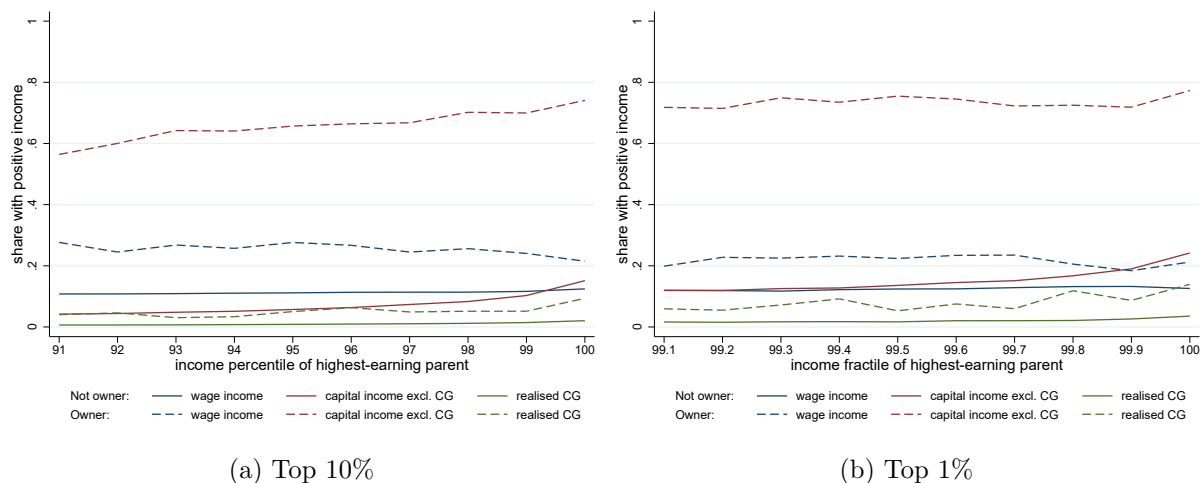 share with positive income
1
.8
.6
.4
.2
0
91 92 93 94 95 96 97 98 99 100
income percentile of highest-earning parent
Not owner: wage income capital income excl. CG realised CG
Owner: wage income capital income excl. CG realised CG
(a) Top 10%
share with positive income
1
.8
.6
.4
.2
0
99.1 99.2 99.3 99.4 99.5 99.6 99.7 99.8 99.9 100
income fractile of highest-earning parent
Not owner: wage income capital income excl. CG realised CG
Owner: wage income capital income excl. CG realised CG
(b) Top 1%